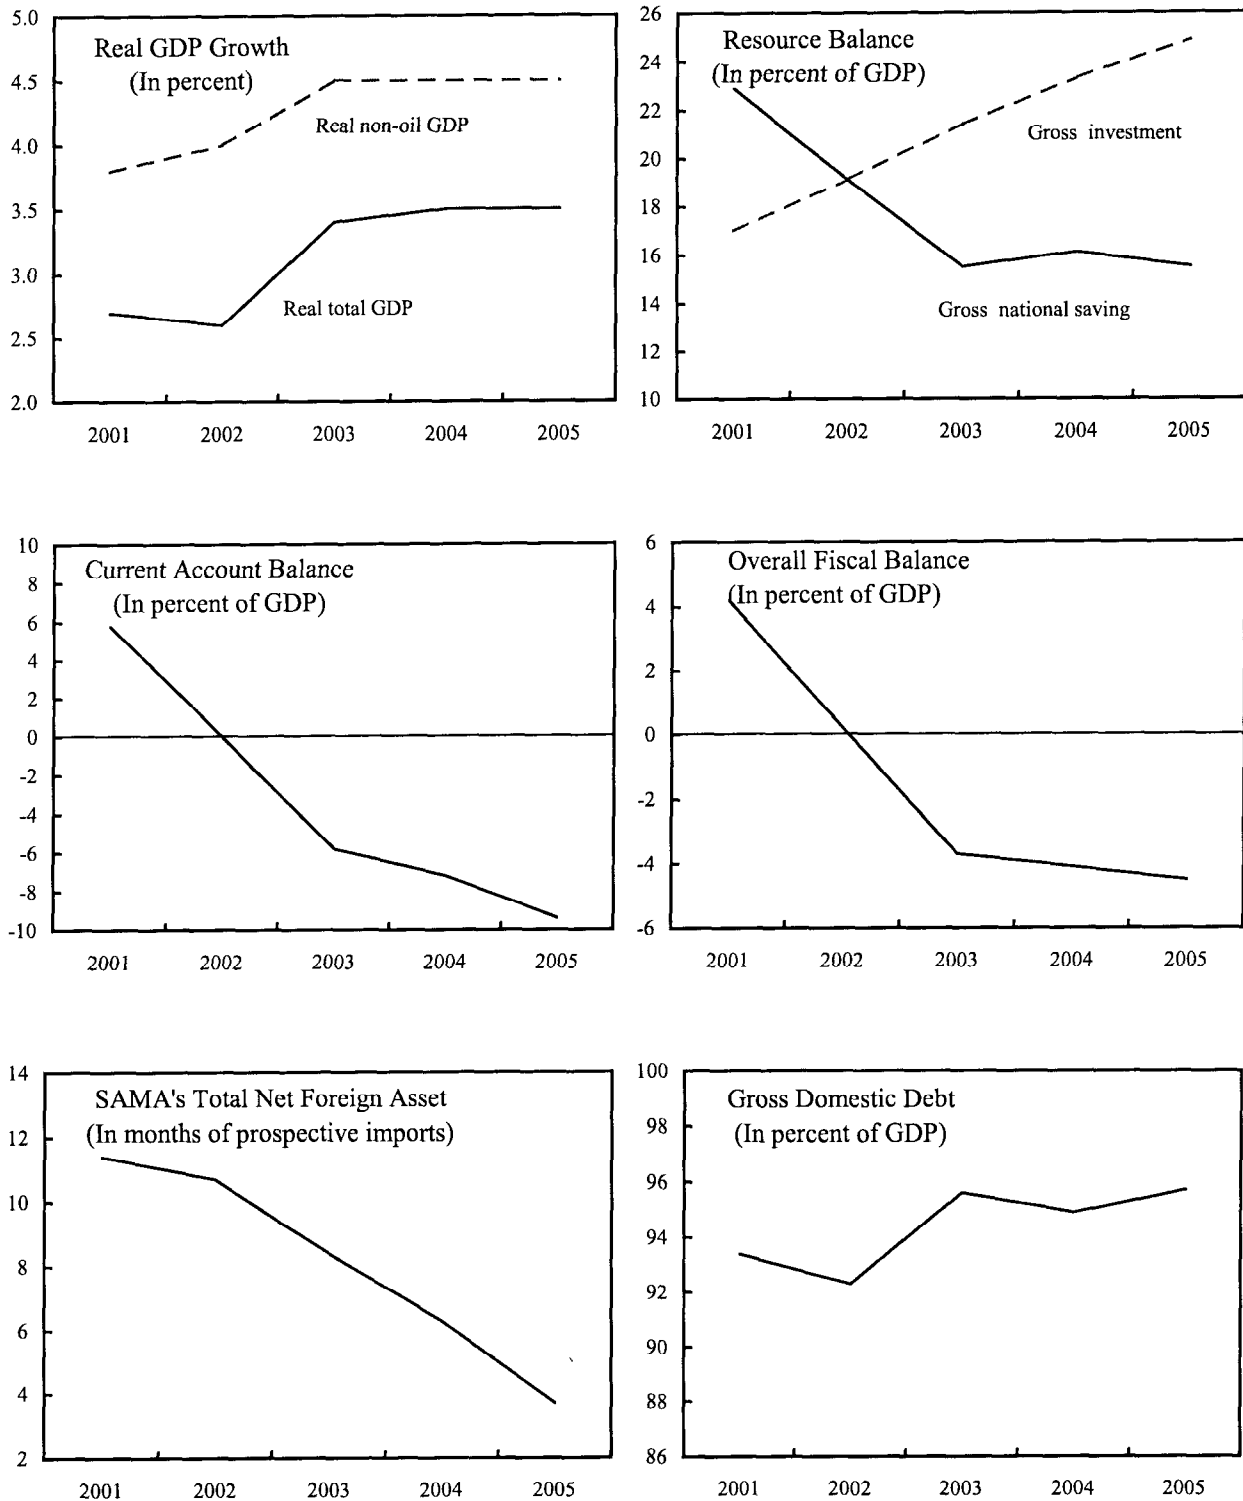 Real GDP Growth
(In percent)
5.0
4.5
4.0
3.5
3.0
2.5
2.0
Real non-oil GDP
Real total GDP
2001 2002 2003 2004 2005
Resource Balance
(In percent of GDP)
26
24
22
20
18
16
14
12
10
Gross investment
Gross national saving
2001 2002 2003 2004 2005
Current Account Balance
(In percent of GDP)
10
8
6
4
2
0
-2
-4
-6
-8
-10
2001 2002 2003 2004 2005
Overall Fiscal Balance
(In percent of GDP)
6
4
2
0
-2
-4
-6
2001 2002 2003 2004 2005
SAMA's Total Net Foreign Asset
(In months of prospective imports)
14
12
10
8
6
4
2
2001 2002 2003 2004 2005
Gross Domestic Debt
(In percent of GDP)
100
98
96
94
92
90
88
86
2001 2002 2003 2004 2005